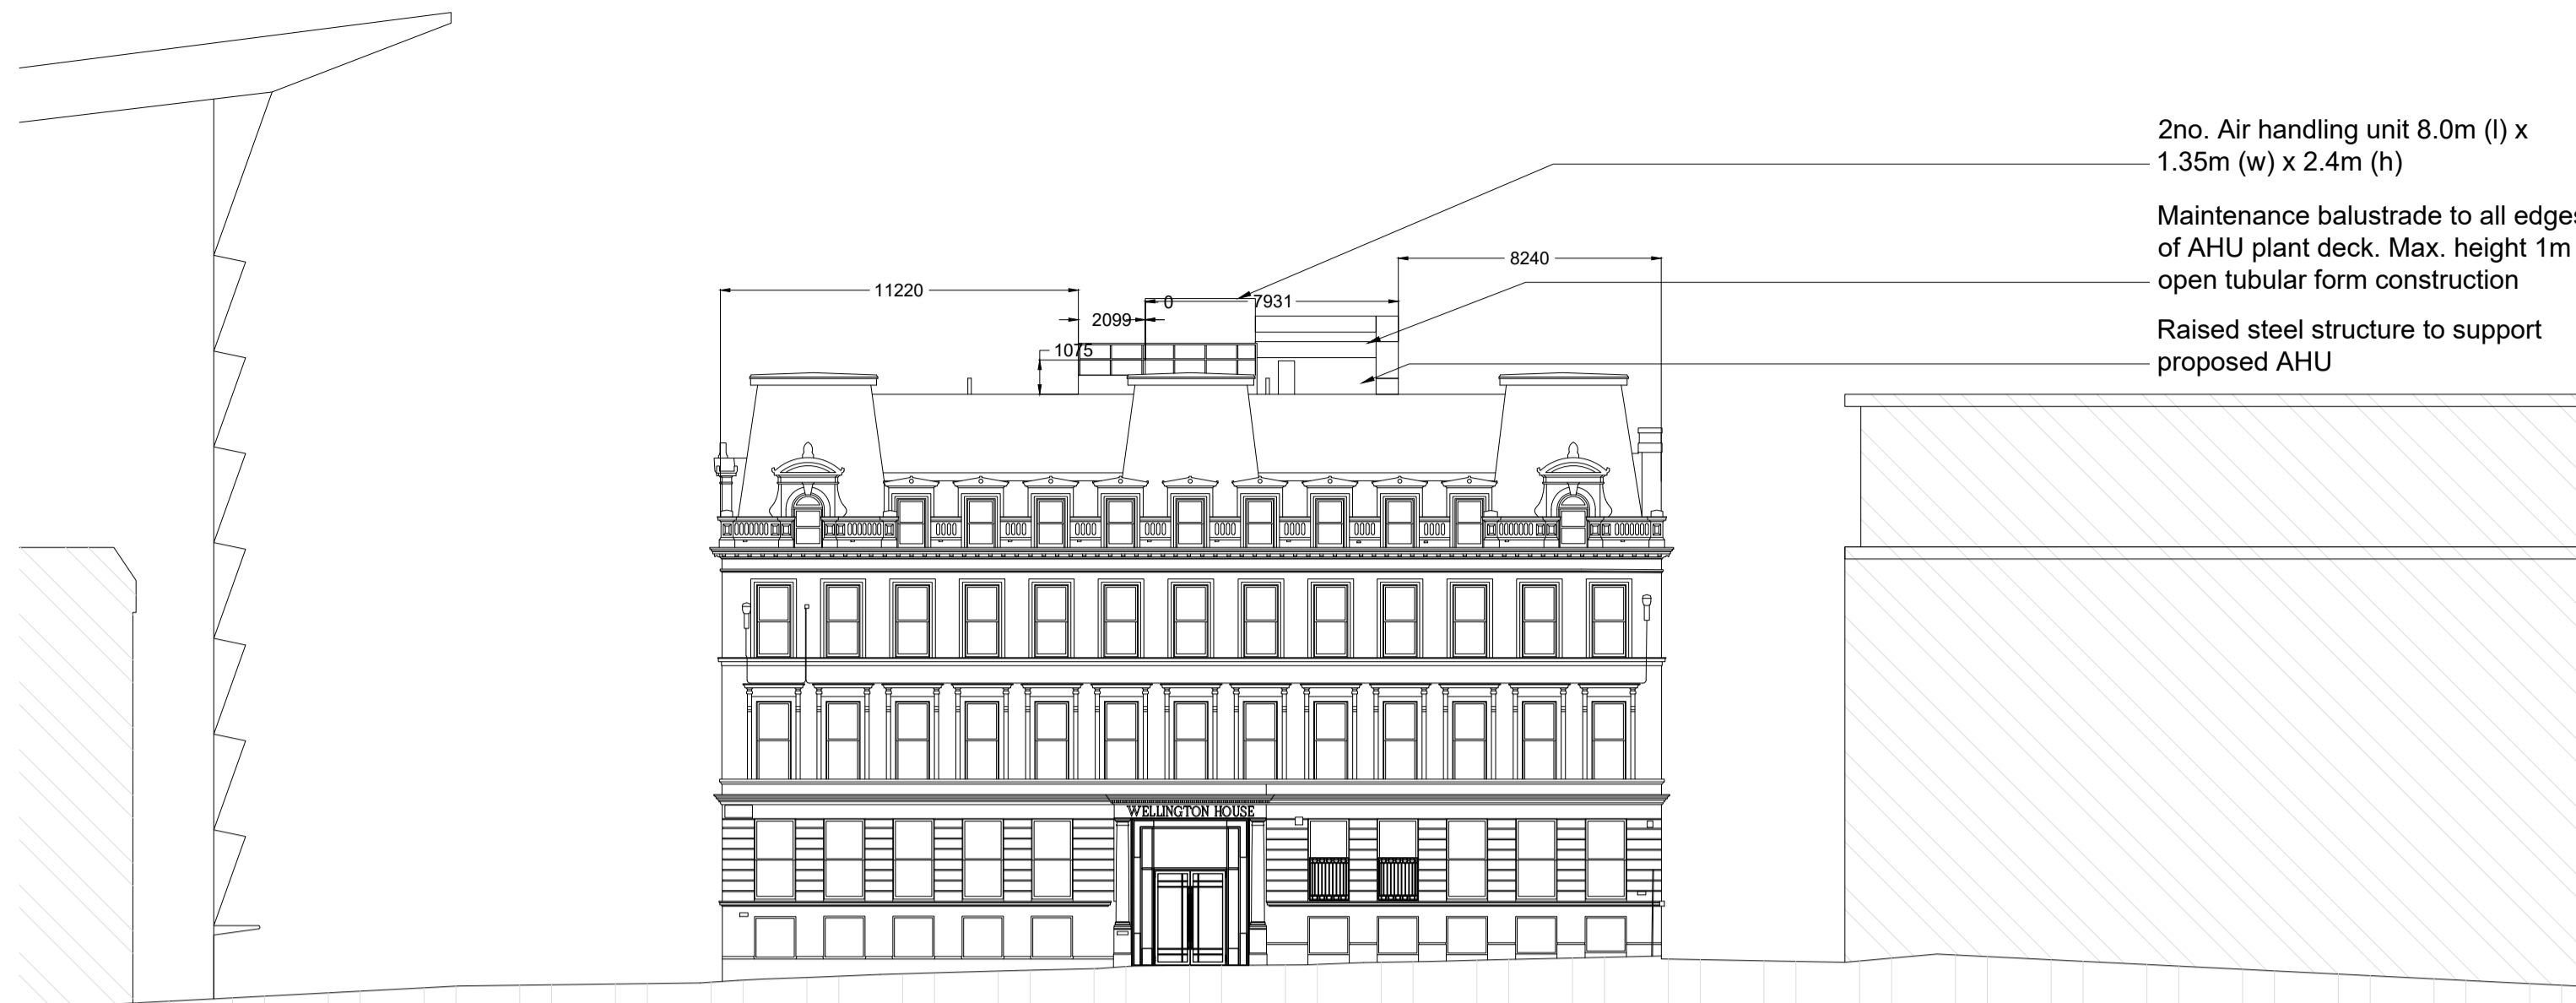 2no. Air handling unit 8.0m (l) x
1.35m (w) x 2.4m (h)
Maintenance balustrade to all edges
of AHU plant deck. Max. height 1m
open tubular form construction
Raised steel structure to support
proposed AHU
8240
11220
0
7931
2099
1075
WELLINGTON HOUSE